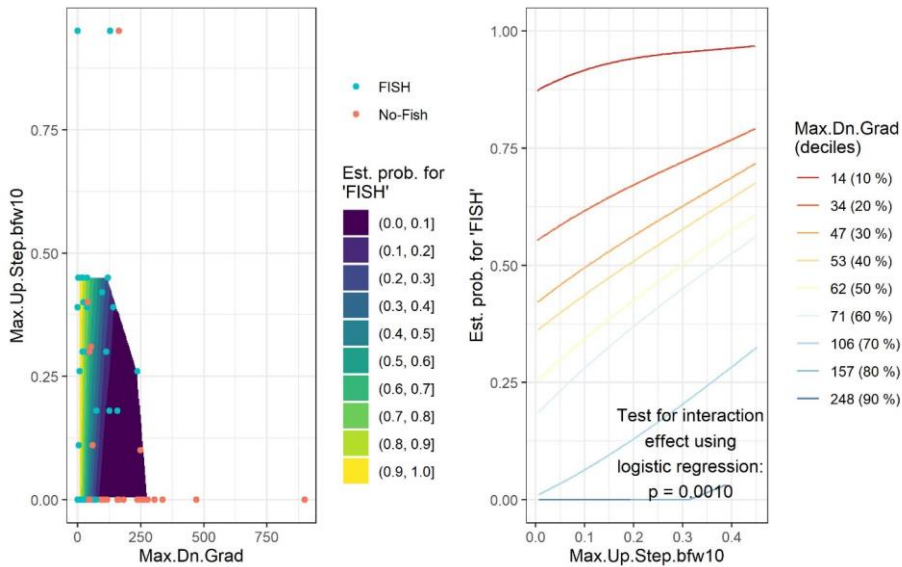 0.75
0.50
0.25
0.00
Max.Up.Step.bfw10
0
250
500
750
Max.Dn.Grad
FISH
No-Fish
Est. prob. for
'FISH'
(0.0, 0.1]
(0.1, 0.2]
(0.2, 0.3]
(0.3, 0.4]
(0.4, 0.5]
(0.5, 0.6]
(0.6, 0.7]
(0.7, 0.8]
(0.8, 0.9]
(0.9, 1.0]
1.00
0.75
0.50
0.25
0.00
Est. prob. for 'FISH'
Test for interaction
effect using
logistic regression:
p = 0.0010
0.0
0.1
0.2
0.3
0.4
Max.Up.Step.bfw10
Max.Dn.Grad
(deciles)
14 (10 %)
34 (20 %)
47 (30 %)
53 (40 %)
62 (50 %)
71 (60 %)
106 (70 %)
157 (80 %)
248 (90 %)